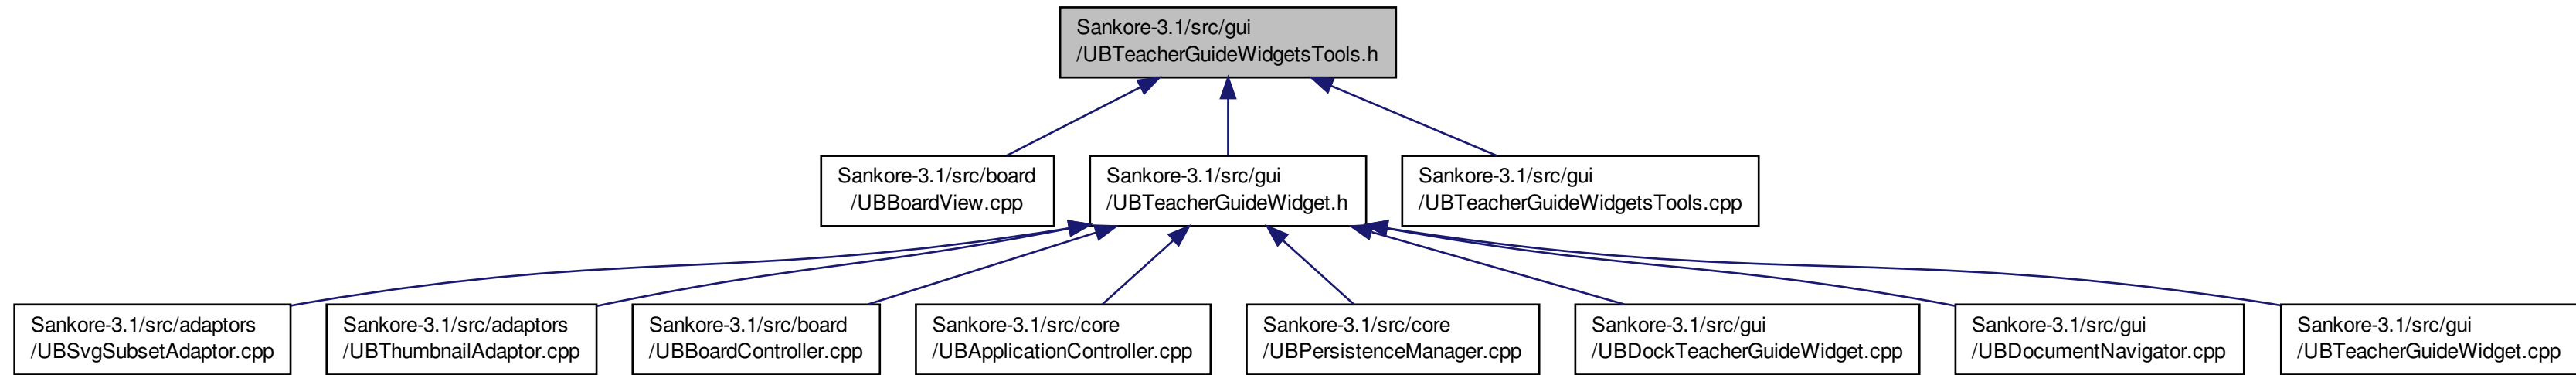 Sankore-3.1/src/gui
/UBTeacherGuideWidgetsTools.h
Sankore-3.1/src/board
/UBBoardView.cpp
Sankore-3.1/src/gui
/UBTeacherGuideWidget.h
Sankore-3.1/src/gui
/UBTeacherGuideWidgetsTools.cpp
Sankore-3.1/src/adaptors
/UBSvgSubsetAdaptor.cpp
Sankore-3.1/src/adaptors
/UBThumbnailAdaptor.cpp
Sankore-3.1/src/board
/UBBoardController.cpp
Sankore-3.1/src/core
/UBApplicationController.cpp
Sankore-3.1/src/core
/UBPersistenceManager.cpp
Sankore-3.1/src/gui
/UBDockTeacherGuideWidget.cpp
Sankore-3.1/src/gui
/UBDocumentNavigator.cpp
Sankore-3.1/src/gui
/UBTeacherGuideWidget.cpp